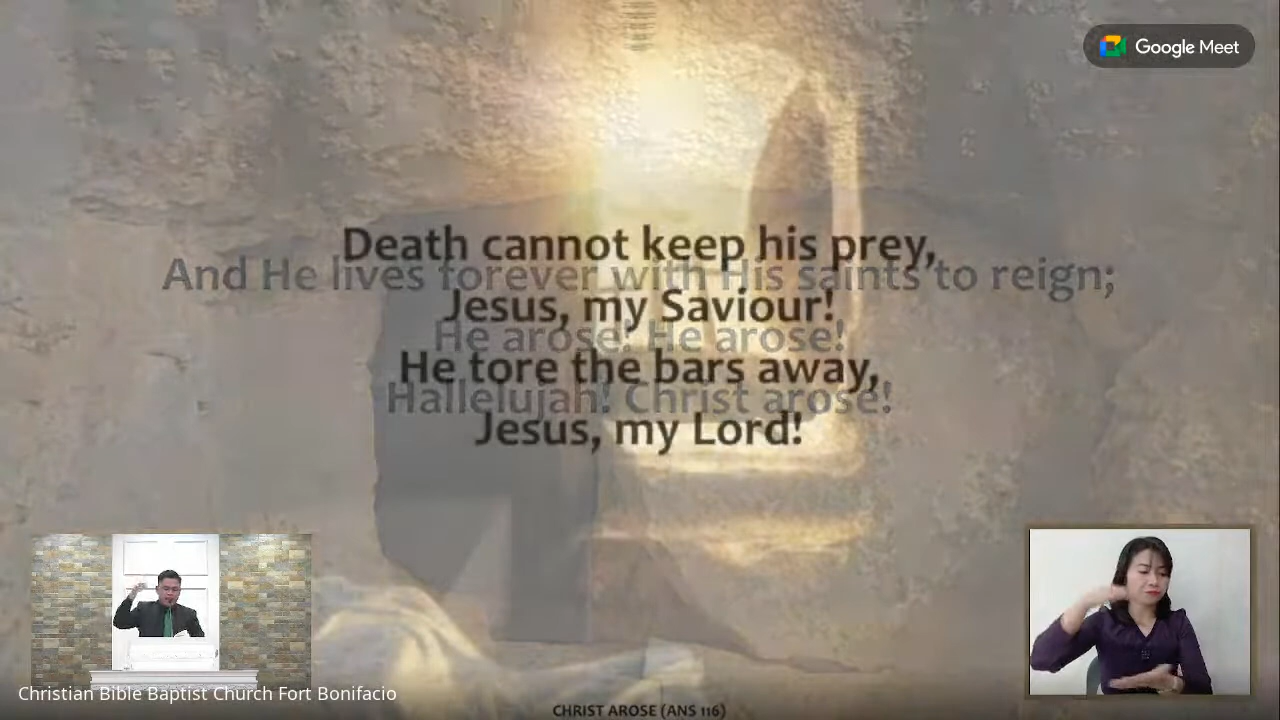 Google Meet
Death cannot keep his prey,
And He lives forever with His saints to reign;
Jesus, my Saviour!
He arose! He arose!
He tore the bars away,
Hallelujah! Christ arose!
Jesus, my Lord!
Christian Bible Baptist Church Fort Bonifacio
CHRIST AROSE (ANS 116)